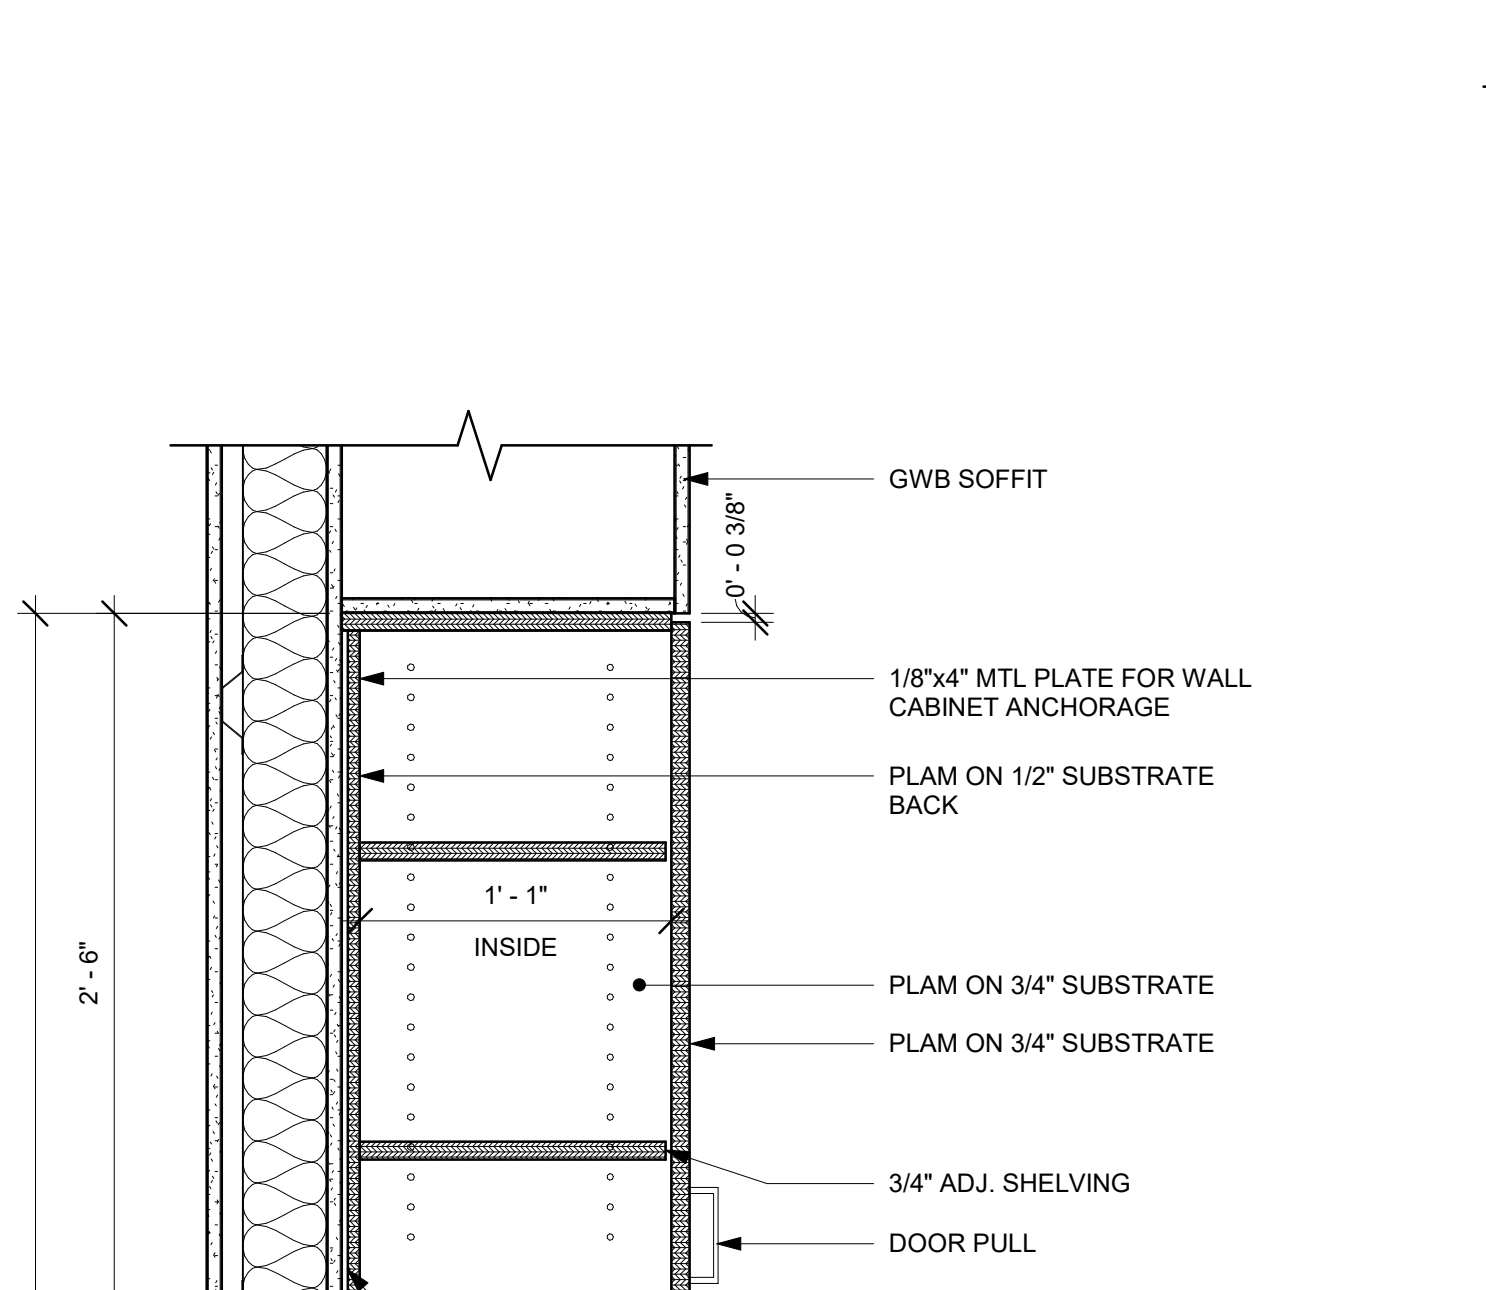 GWB SOFFIT
0' - 0 3/8"
1/8"x4" MTL PLATE FOR WALL
CABINET ANCHORAGE
PLAM ON 1/2" SUBSTRATE
BACK
1' - 1"
INSIDE
2' - 6"
PLAM ON 3/4" SUBSTRATE
PLAM ON 3/4" SUBSTRATE
3/4" ADJ. SHELVING
DOOR PULL